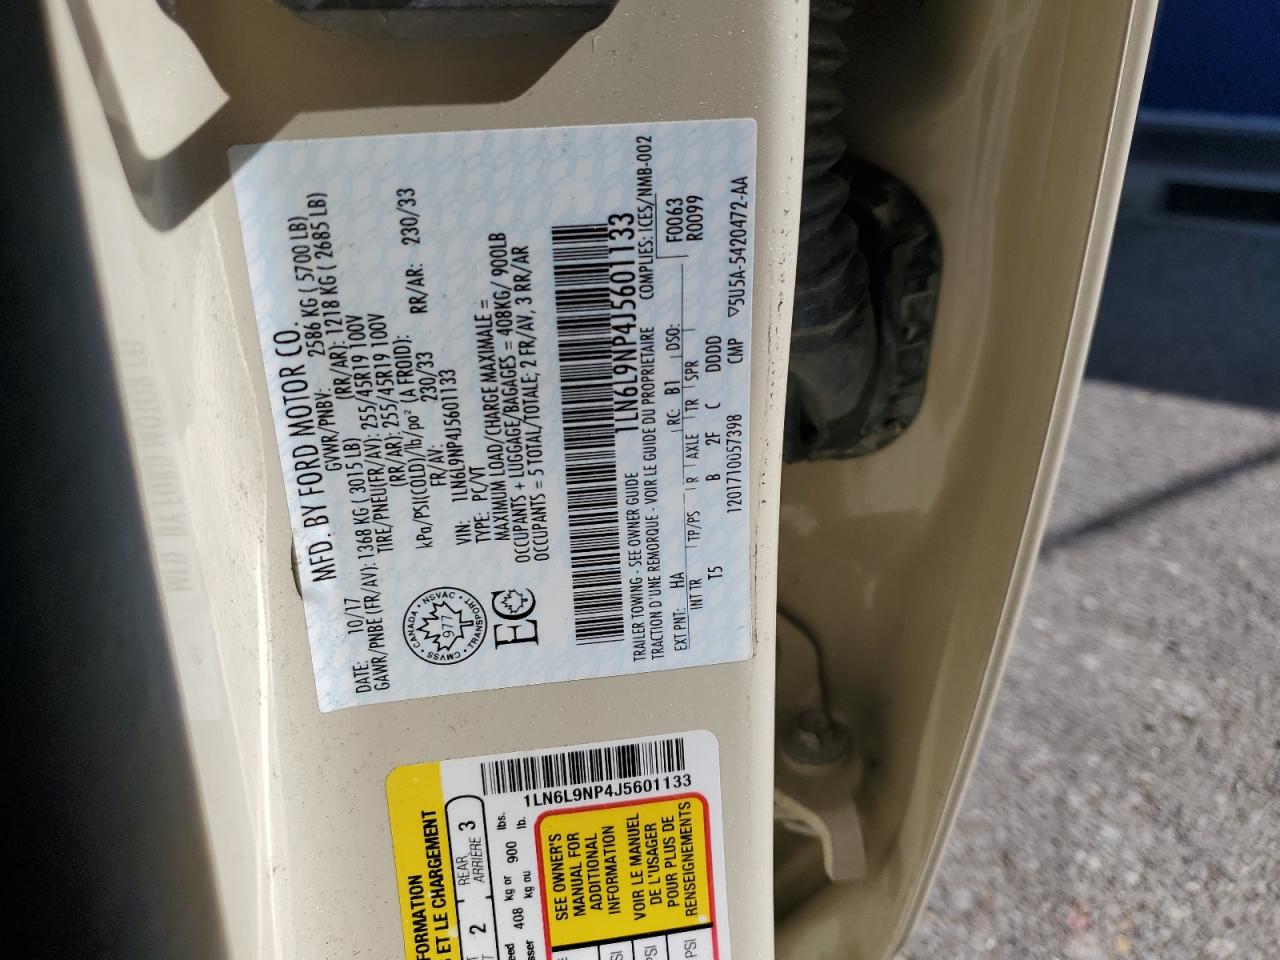 MFD. BY FORD MOTOR CO.
DATE: 10/17 GVWR/PNBV: 2586 KG ( 5700 LB)
GAWR/PNBE (FR/AV): 1368 KG ( 3015 LB) (RR/AR): 1218 KG ( 2685 LB)
TIRE/PNEU(FR/AV): 255/45R19 100V
(RR/AR): 255/45R19 100V
kPa/PSI(COLD)/lb/po² (A FROID):
FR/AV: 230/33 RR/AR: 230/33
VIN: 1LN6L9NP4J5601133
TYPE: PC/VT
MAXIMUM LOAD/CHARGE MAXIMALE =
OCCUPANTS + LUGGAGE/BAGAGES = 408KG/ 900LB
OCCUPANTS = 5 TOTAL/TOTALE; 2 FR/AV, 3 RR/AR
CANADA · NSVAC · TRANSPORT · CMVSS ·
977
EC
1LN6L9NP4J5601133
TRAILER TOWING - SEE OWNER GUIDE COMPLIES: ICES/NMB-002
TRACTION D'UNE REMORQUE - VOIR LE GUIDE DU PROPRIETAIRE
EXT PNT: HA RC: B1 DSO: F0063
R0099
INT TR TP/PS R AXLE TR SPR
T5 B 2F C DDDD
1201710057398 CMP ▽5U5A-5420472-AA
1LN6L9NP4J5601133
ET LE CHARGEMENT
2 REAR
ARRIÈRE 3
408 kg or 900 lbs.
kg ou lb.
SEE OWNER'S
MANUAL FOR
ADDITIONAL
INFORMATION
VOIR LE MANUEL
DE L'USAGER
POUR PLUS DE
RENSEIGNEMENTS
PSI
PSI